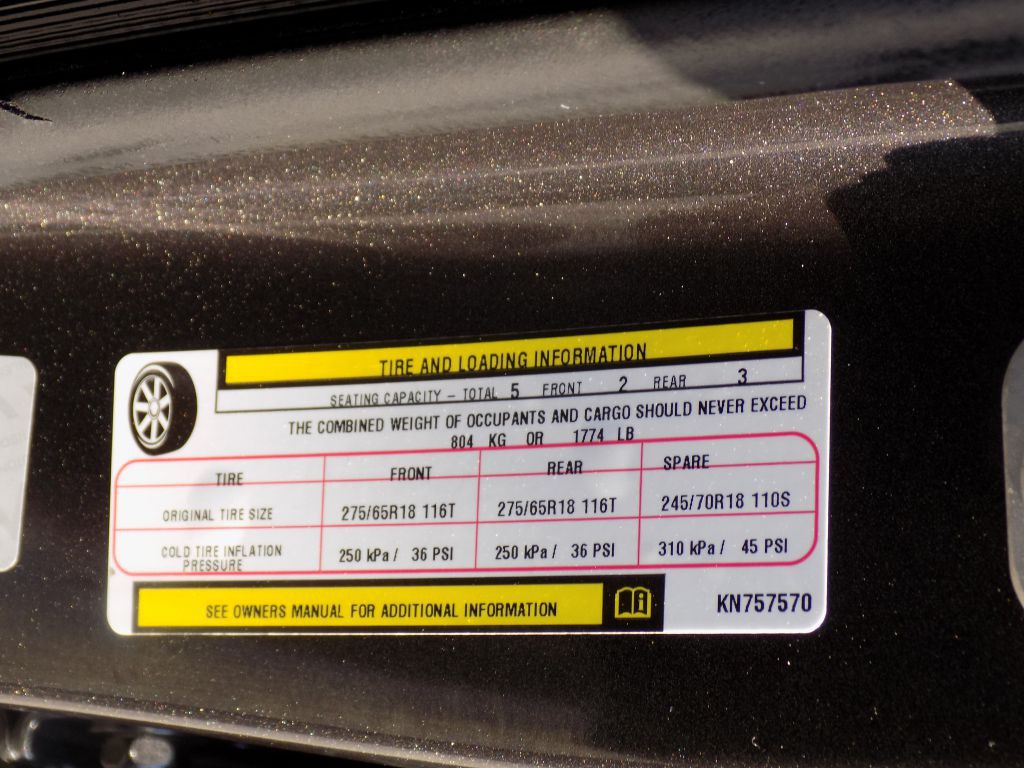 TIRE AND LOADING INFORMATION
SEATING CAPACITY – TOTAL 5 FRONT 2 REAR 3
THE COMBINED WEIGHT OF OCCUPANTS AND CARGO SHOULD NEVER EXCEED
804 KG OR 1774 LB
TIRE FRONT REAR SPARE
ORIGINAL TIRE SIZE 275/65R18 116T 275/65R18 116T 245/70R18 110S
COLD TIRE INFLATION PRESSURE 250 kPa / 36 PSI 250 kPa / 36 PSI 310 kPa / 45 PSI
SEE OWNERS MANUAL FOR ADDITIONAL INFORMATION
KN757570